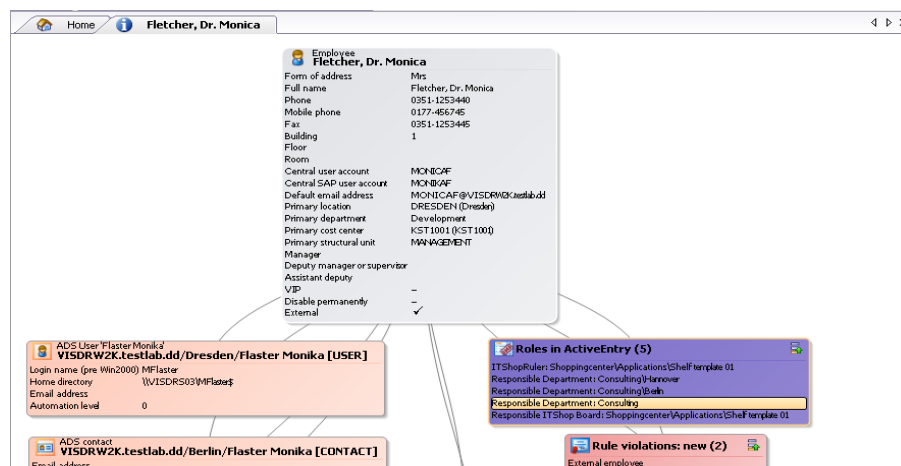 Home
Fletcher, Dr. Monica
Employee
Fletcher, Dr. Monica
Form of address Mrs
Full name Fletcher, Dr. Monica
Phone 0351-1253440
Mobile phone 0177-456745
Fax 0351-1253445
Building 1
Floor
Room
Central user account MONICAF
Central SAP user account MONIKAF
Default email address MONICAF@VISDRW2K.testlab.dd
Primary location DRESDEN (Dresden)
Primary department Development
Primary cost center KST1001 (KST1001)
Primary structural unit MANAGEMENT
Manager
Deputy manager or supervisor
Assistant deputy
VIP –
Disable permanently –
External ✓
ADS User 'Flaster Monika'
VISDRW2K.testlab.dd/Dresden/Flaster Monika [USER]
Login name (pre Win2000) MFlaster
Home directory \\VISDRS03\MFlaster$
Email address
Automation level 0
Roles in ActiveEntry (5)
ITShopRuler: Shoppingcenter\Applications\Shelf template 01
Responsible Department: Consulting\Hannover
Responsible Department: Consulting\Berlin
Responsible Department: Consulting
Responsible ITShop Board: Shoppingcenter\Applications\Shelf template 01
ADS contact
VISDRW2K.testlab.dd/Berlin/Flaster Monika [CONTACT]
Email address
Rule violations: new (2)
External employee